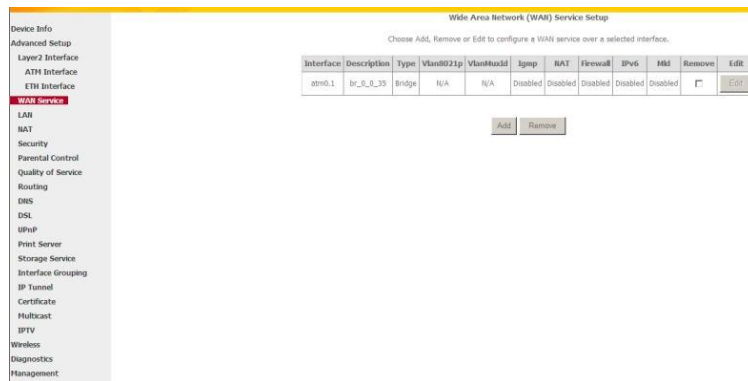 Wide Area Network (WAN) Service Setup
Choose Add, Remove or Edit to configure a WAN service over a selected interface.
Interface Description Type Vlan8021p VlanMuxId Igmp NAT Firewall IPv6 Mld Remove Edit
atm0.1 br_0_0_35 Bridge N/A N/A Disabled Disabled Disabled Disabled Disabled Edit
Add Remove
Device Info
Advanced Setup
Layer2 Interface
ATM Interface
ETH Interface
WAN Service
LAN
NAT
Security
Parental Control
Quality of Service
Routing
DNS
DSL
UPnP
Print Server
Storage Service
Interface Grouping
IP Tunnel
Certificate
Multicast
IPTV
Wireless
Diagnostics
Management